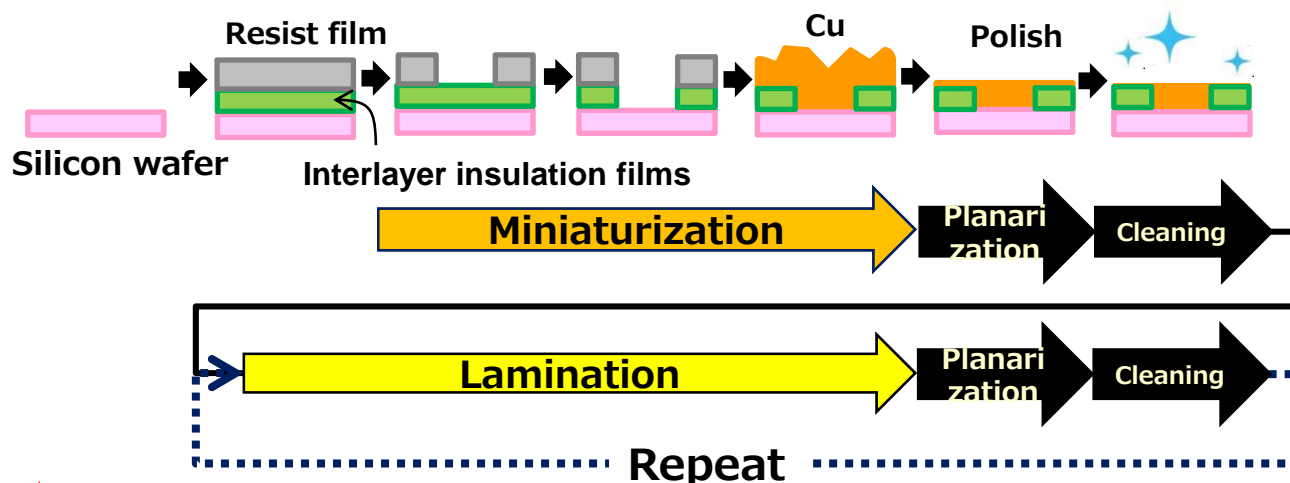 Resist film
Cu
Polish
Silicon wafer
Interlayer insulation films
Miniaturization
Planari
zation
Cleaning
Lamination
Planari
zation
Cleaning
Repeat